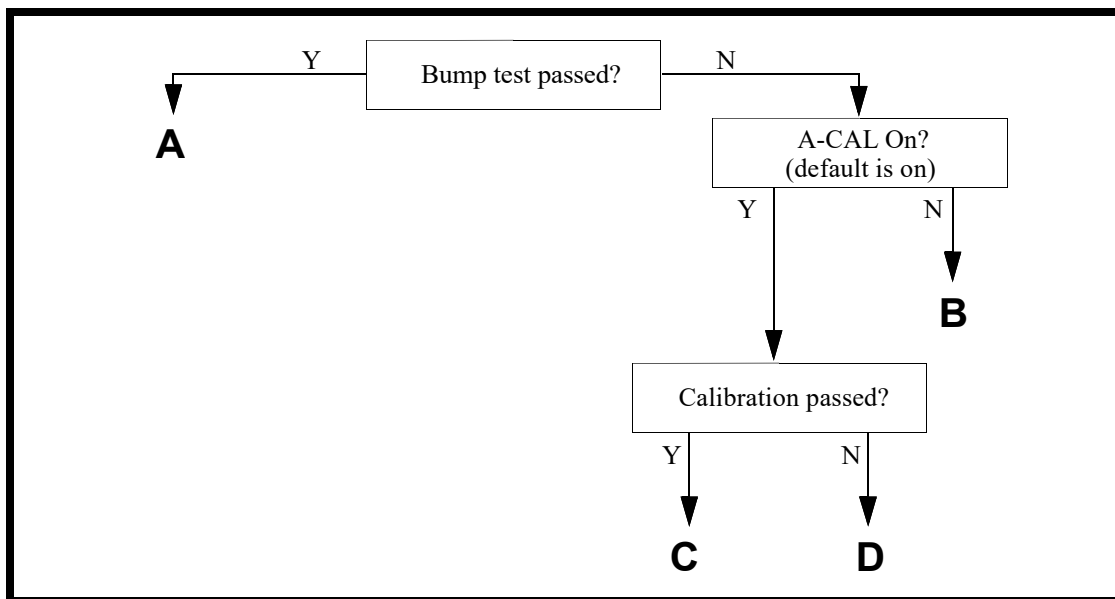 Y
Bump test passed?
N
A
A-CAL On?
(default is on)
Y
N
B
Calibration passed?
Y
N
C
D